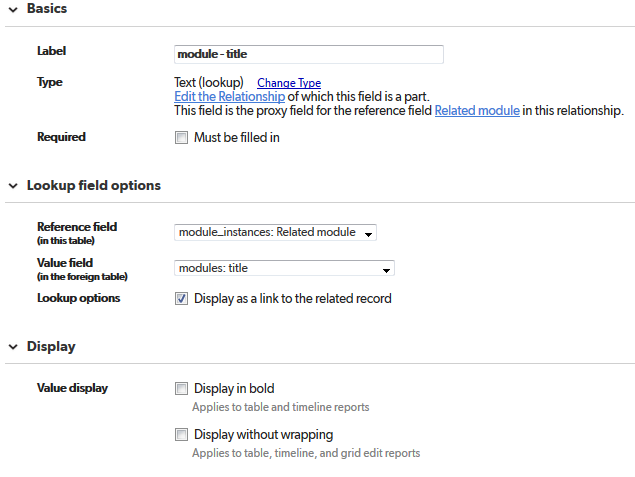 Basics
Label
module - title
Type
Text (lookup) Change Type
Edit the Relationship of which this field is a part.
This field is the proxy field for the reference field Related module in this relationship.
Required
Must be filled in
Lookup field options
Reference field
(in this table)
module_instances: Related module
Value field
(in the foreign table)
modules: title
Lookup options
Display as a link to the related record
Display
Value display
Display in bold
Applies to table and timeline reports
Display without wrapping
Applies to table, timeline, and grid edit reports